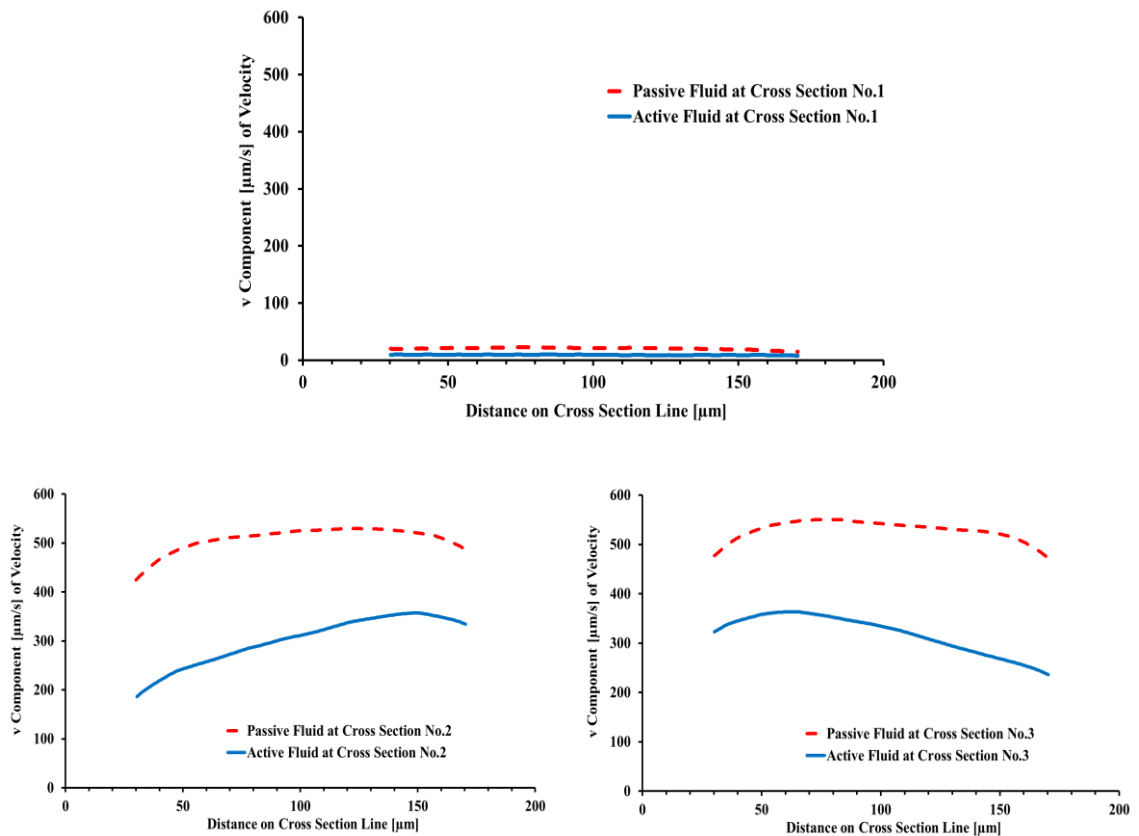 600
500
400
300
200
100
0
v Component [µm/s] of Velocity
Passive Fluid at Cross Section No.1
Active Fluid at Cross Section No.1
0 50 100 150 200
Distance on Cross Section Line [µm]
600
500
400
300
200
100
0
v Component [µm/s] of Velocity
Passive Fluid at Cross Section No.2
Active Fluid at Cross Section No.2
0 50 100 150 200
Distance on Cross Section Line [µm]
600
500
400
300
200
100
0
v Component [µm/s] of Velocity
Passive Fluid at Cross Section No.3
Active Fluid at Cross Section No.3
0 50 100 150 200
Distance on Cross Section Line [µm]